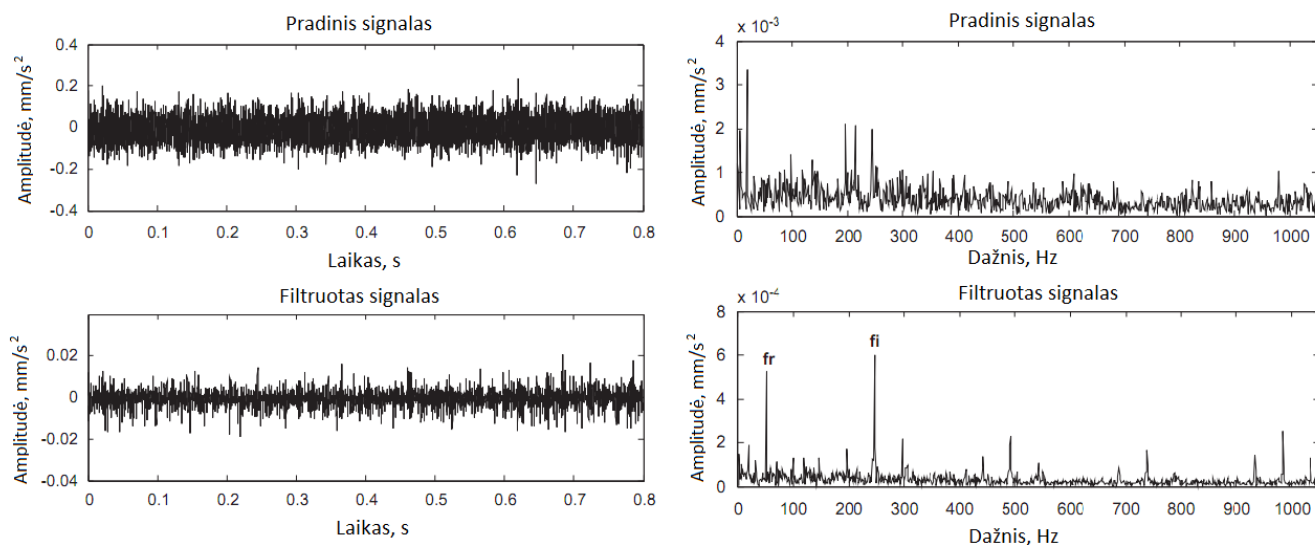 Pradinis signalas
Amplitudė, mm/s²
0.4
0.2
0
-0.2
-0.4
0 0.1 0.2 0.3 0.4 0.5 0.6 0.7 0.8
Laikas, s
Pradinis signalas
x 10⁻³
Amplitudė, mm/s²
4
3
2
1
0
0 100 200 300 400 500 600 700 800 900 1000
Dažnis, Hz
Filtruotas signalas
Amplitudė, mm/s²
0.02
0
-0.02
-0.04
0 0.1 0.2 0.3 0.4 0.5 0.6 0.7 0.8
Laikas, s
Filtruotas signalas
x 10⁻⁴
Amplitudė, mm/s²
8
6
4
2
0
fr
fi
0 100 200 300 400 500 600 700 800 900 1000
Dažnis, Hz